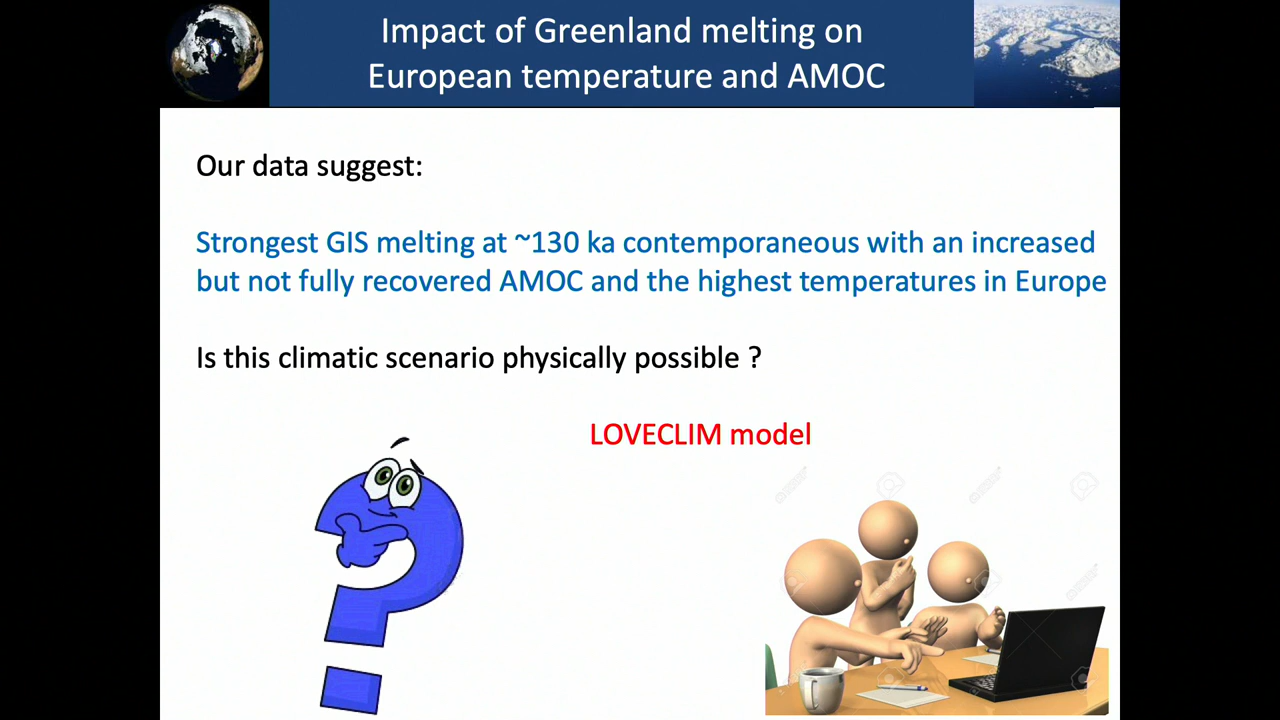 Impact of Greenland melting on
European temperature and AMOC
Our data suggest:
Strongest GIS melting at ~130 ka contemporaneous with an increased
but not fully recovered AMOC and the highest temperatures in Europe
Is this climatic scenario physically possible ?
LOVECLIM model